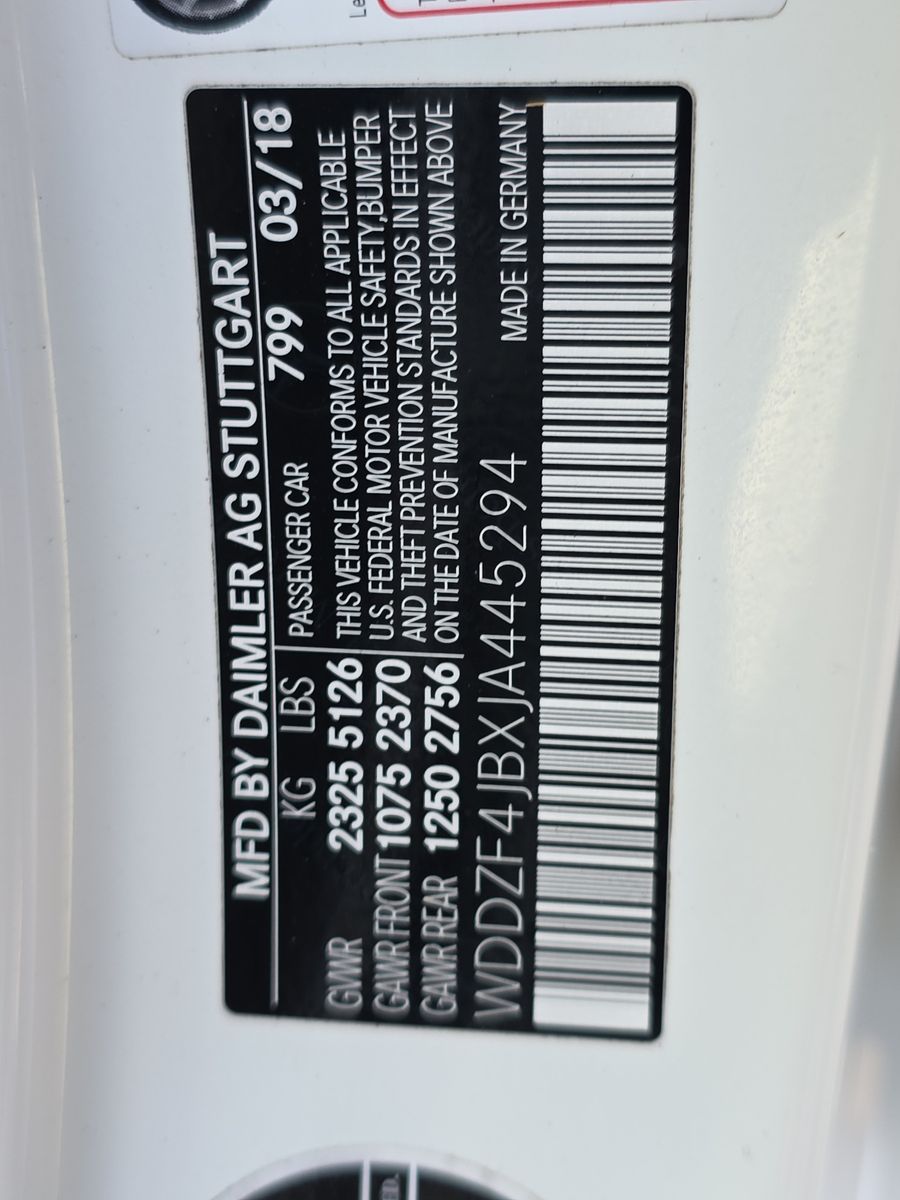 MFD BY DAIMLER AG STUTTGART
KG LBS PASSENGER CAR 799 03/18
GVWR 2325 5126 THIS VEHICLE CONFORMS TO ALL APPLICABLE
GAWR FRONT 1075 2370 U.S. FEDERAL MOTOR VEHICLE SAFETY,BUMPER
GAWR REAR 1250 2756 AND THEFT PREVENTION STANDARDS IN EFFECT
ON THE DATE OF MANUFACTURE SHOWN ABOVE
WDDZF4JBXJA445294 MADE IN GERMANY
Le
ED.